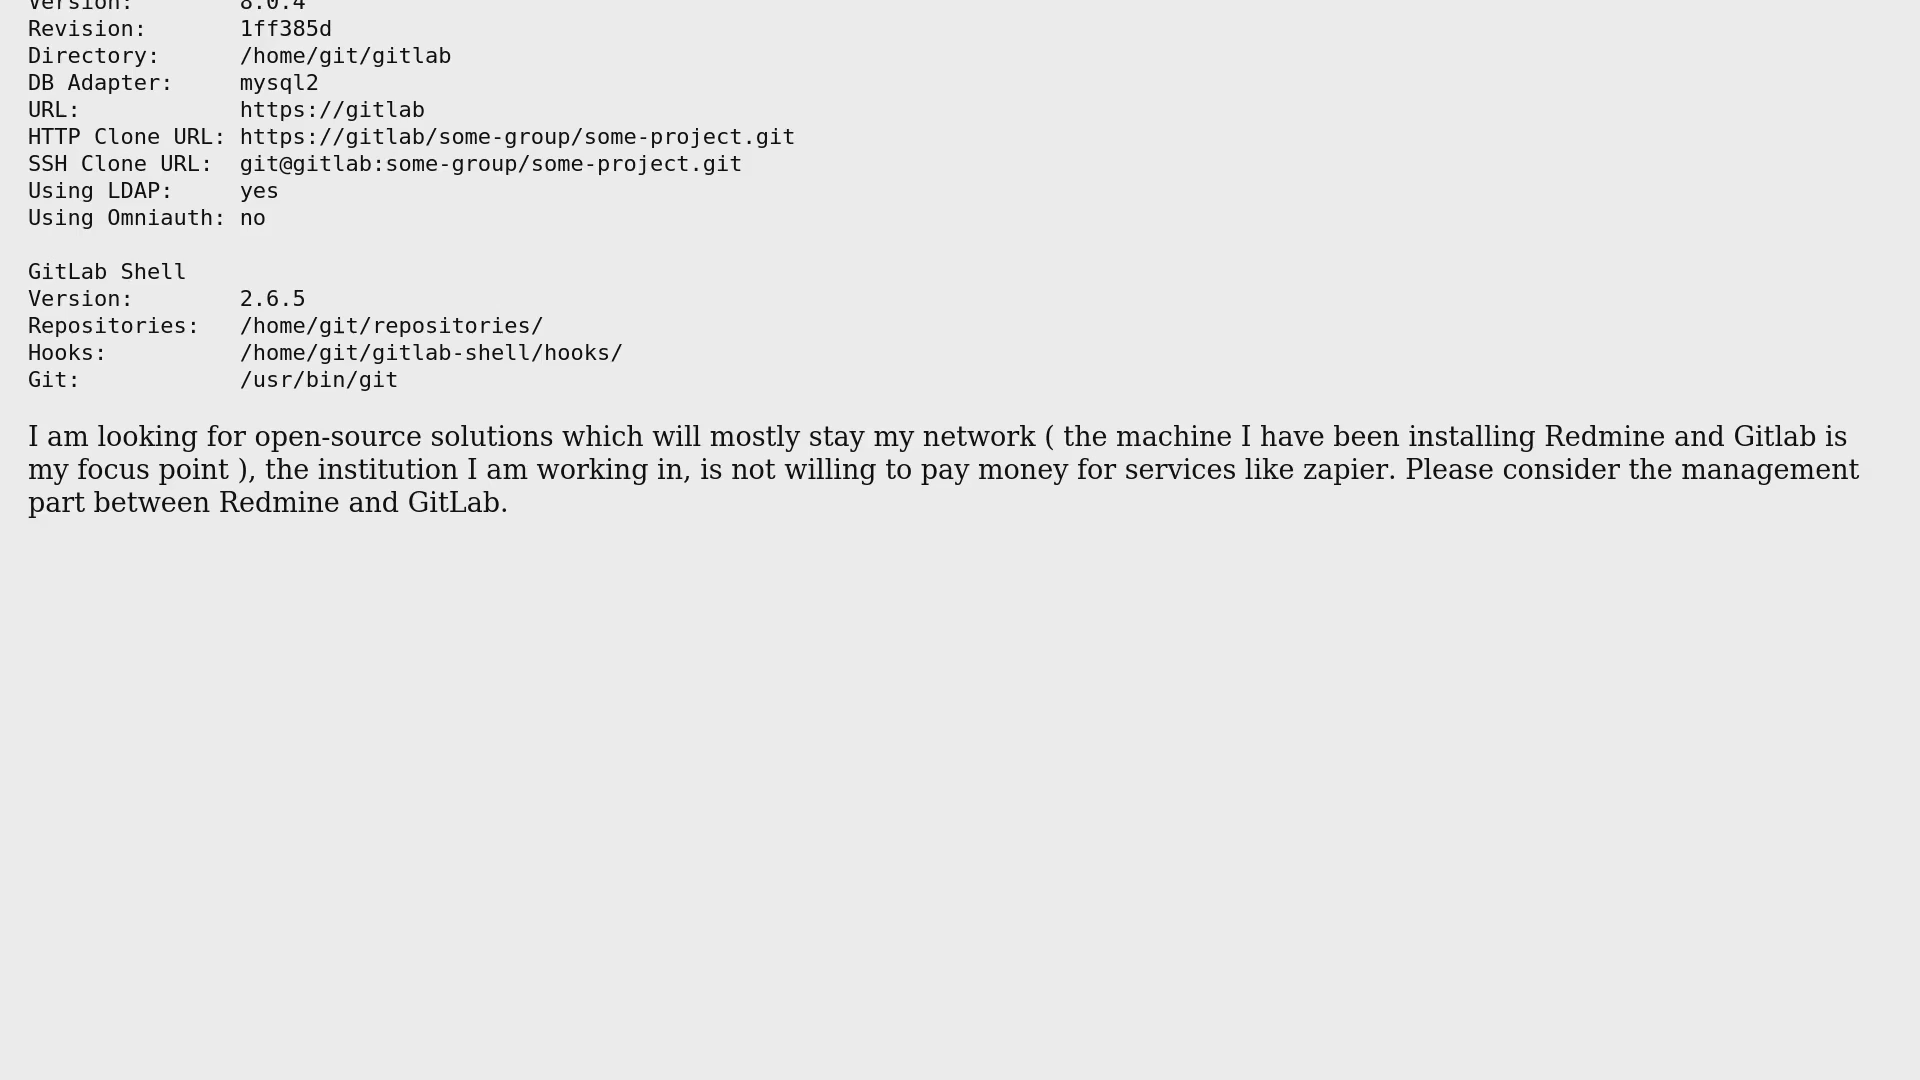 Version:        8.0.4
Revision:       1ff385d
Directory:      /home/git/gitlab
DB Adapter:     mysql2
URL:            https://gitlab
HTTP Clone URL: https://gitlab/some-group/some-project.git
SSH Clone URL:  git@gitlab:some-group/some-project.git
Using LDAP:     yes
Using Omniauth: no

GitLab Shell
Version:        2.6.5
Repositories:   /home/git/repositories/
Hooks:          /home/git/gitlab-shell/hooks/
Git:            /usr/bin/git

I am looking for open-source solutions which will mostly stay my network ( the machine I have been installing Redmine and Gitlab is
my focus point ), the institution I am working in, is not willing to pay money for services like zapier. Please consider the management
part between Redmine and GitLab.